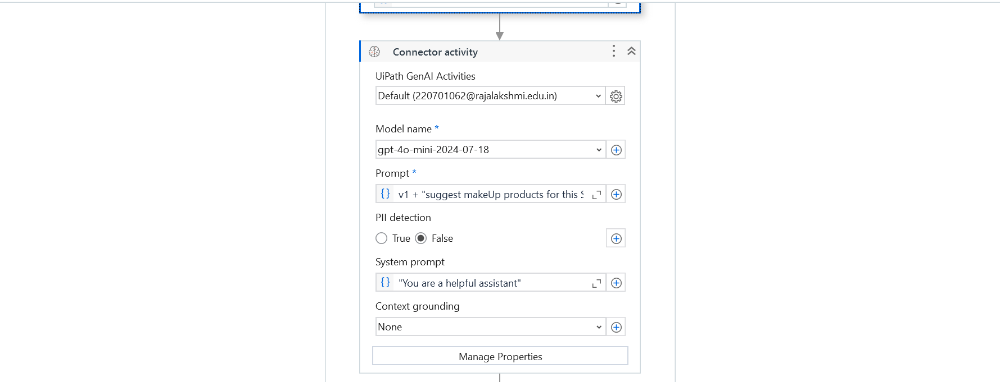 Connector activity
UiPath GenAI Activities
Default (220701062@rajalakshmi.edu.in)
Model name *
gpt-4o-mini-2024-07-18
Prompt *
{} v1 + "suggest makeUp products for this
PII detection
True False
System prompt
{} "You are a helpful assistant"
Context grounding
None
Manage Properties